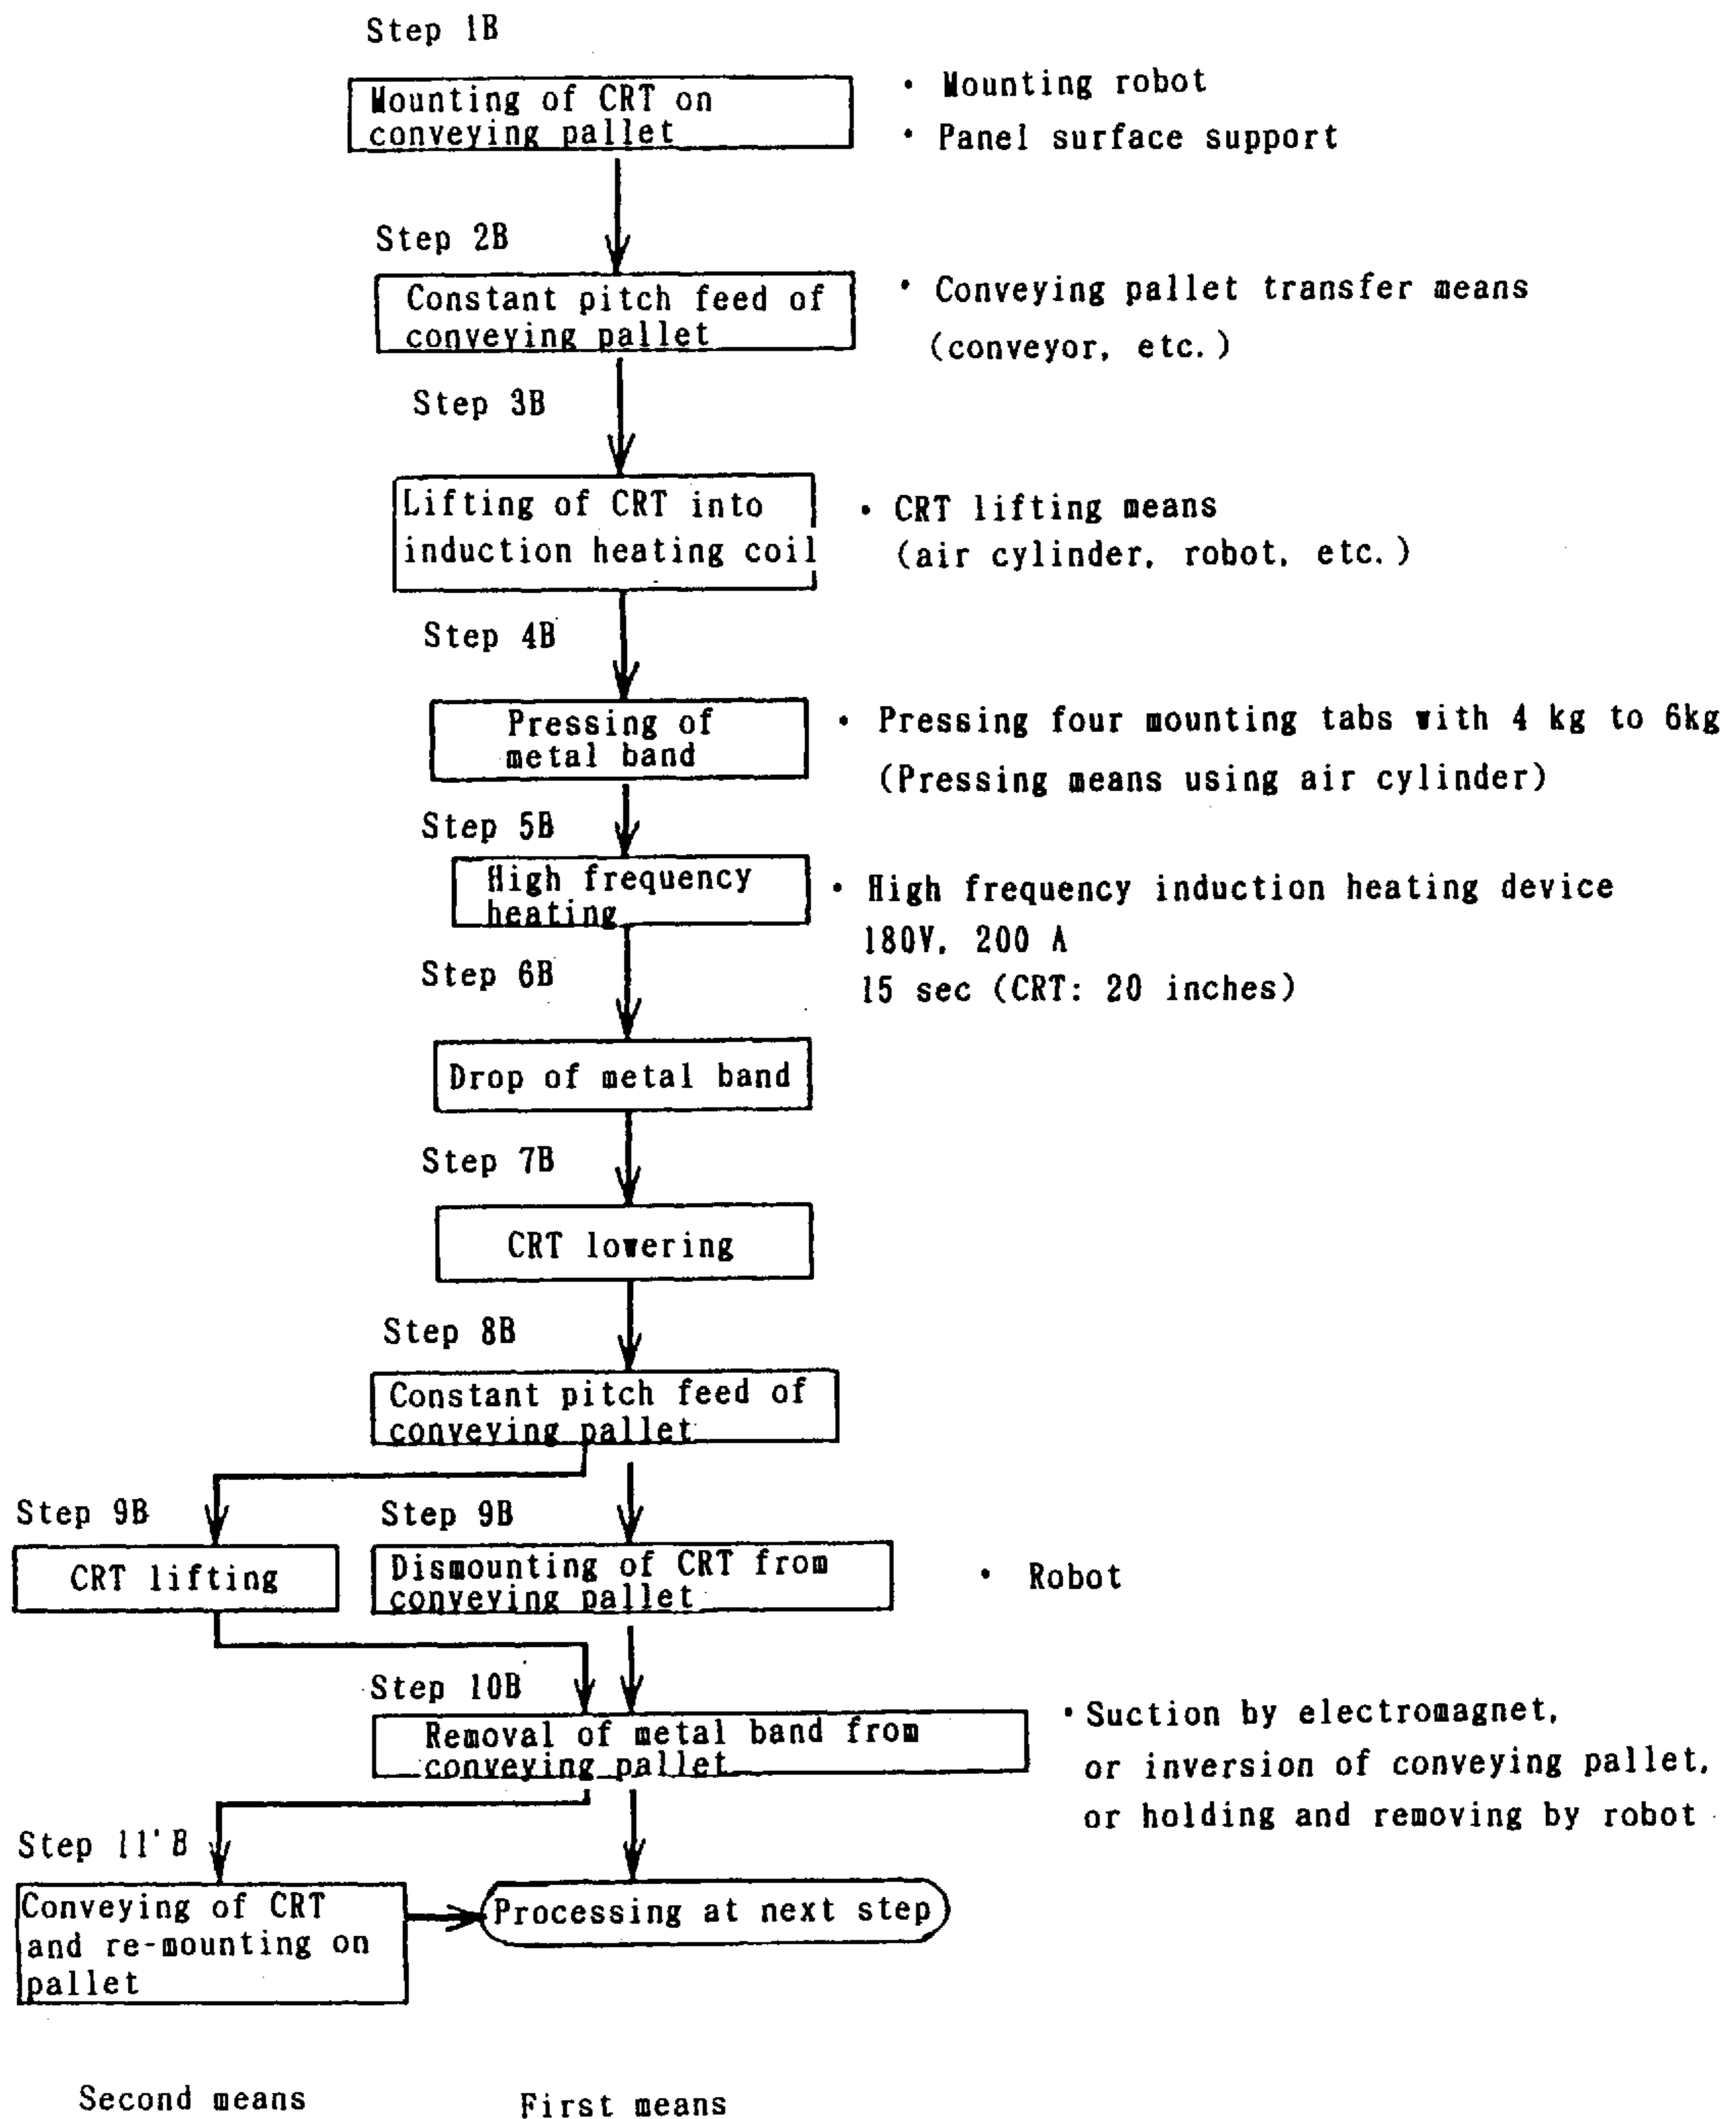 Step 1B
Mounting of CRT on
conveying pallet
• Mounting robot
• Panel surface support
Step 2B
Constant pitch feed of
conveying pallet
• Conveying pallet transfer means
(conveyor, etc.)
Step 3B
Lifting of CRT into
induction heating coil
• CRT lifting means
(air cylinder, robot, etc.)
Step 4B
Pressing of
metal band
• Pressing four mounting tabs with 4 kg to 6kg
(Pressing means using air cylinder)
Step 5B
High frequency
heating
• High frequency induction heating device
180V, 200 A
15 sec (CRT: 20 inches)
Step 6B
Drop of metal band
Step 7B
CRT lowering
Step 8B
Constant pitch feed of
conveying pallet
Step 9B
CRT lifting
Step 9B
Dismounting of CRT from
conveying pallet
• Robot
Step 10B
Removal of metal band from
conveying pallet
• Suction by electromagnet,
or inversion of conveying pallet,
or holding and removing by robot
Step 11'B
Conveying of CRT
and re-mounting on
pallet
Processing at next step
Second means
First means